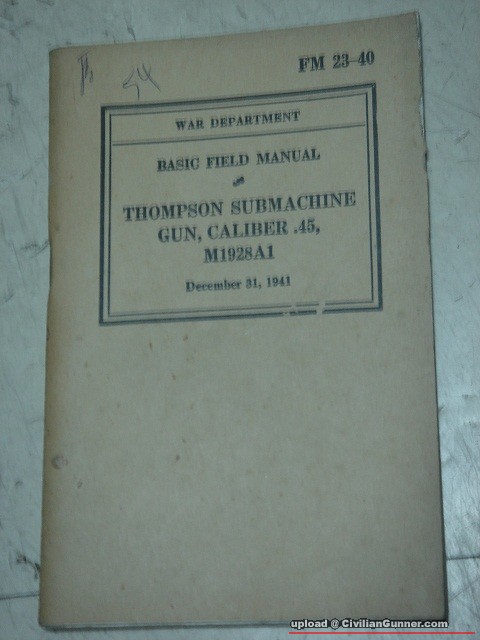 FM 23-40
WAR DEPARTMENT
BASIC FIELD MANUAL
THOMPSON SUBMACHINE
GUN, CALIBER .45,
M1928A1
December 31, 1941
upload @ CivilianGunner.com